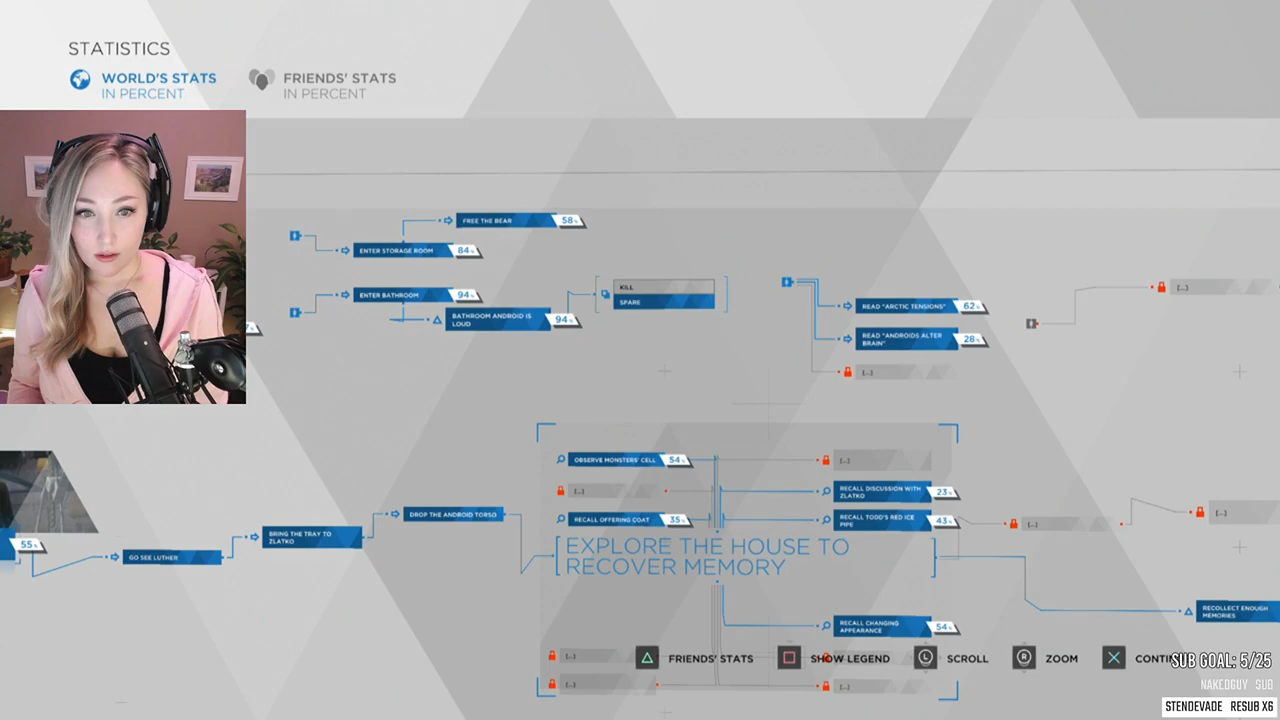 STATISTICS
WORLD'S STATS
IN PERCENT
FRIENDS' STATS
IN PERCENT
FREE THE BEAR 58%
ENTER STORAGE ROOM 84%
ENTER BATHROOM 94%
BATHROOM ANDROID IS
LOUD 94%
KILL
SPARE
READ "ARCTIC TENSIONS" 62%
READ "ANDROIDS ALTER
BRAIN" 28%
[...]
[...]
7%
OBSERVE MONSTERS' CELL 54%
[...]
[...]
RECALL DISCUSSION WITH
ZLATKO 23%
RECALL OFFERING COAT 35%
RECALL TODD'S RED ICE
PIPE 43%
[...]
[...]
55%
GO SEE LUTHER
BRING THE TRAY TO
ZLATKO
DROP THE ANDROID TORSO
EXPLORE THE HOUSE TO
RECOVER MEMORY
RECOLLECT ENOUGH
MEMORIES
RECALL CHANGING
APPEARANCE 54%
[...]
[...]
[...]
FRIENDS' STATS
SHOW LEGEND
L SCROLL
R ZOOM
CONTIN
SUB GOAL: 5/25
NAKEDGUY SUB
STENDEVADE RESUB X6